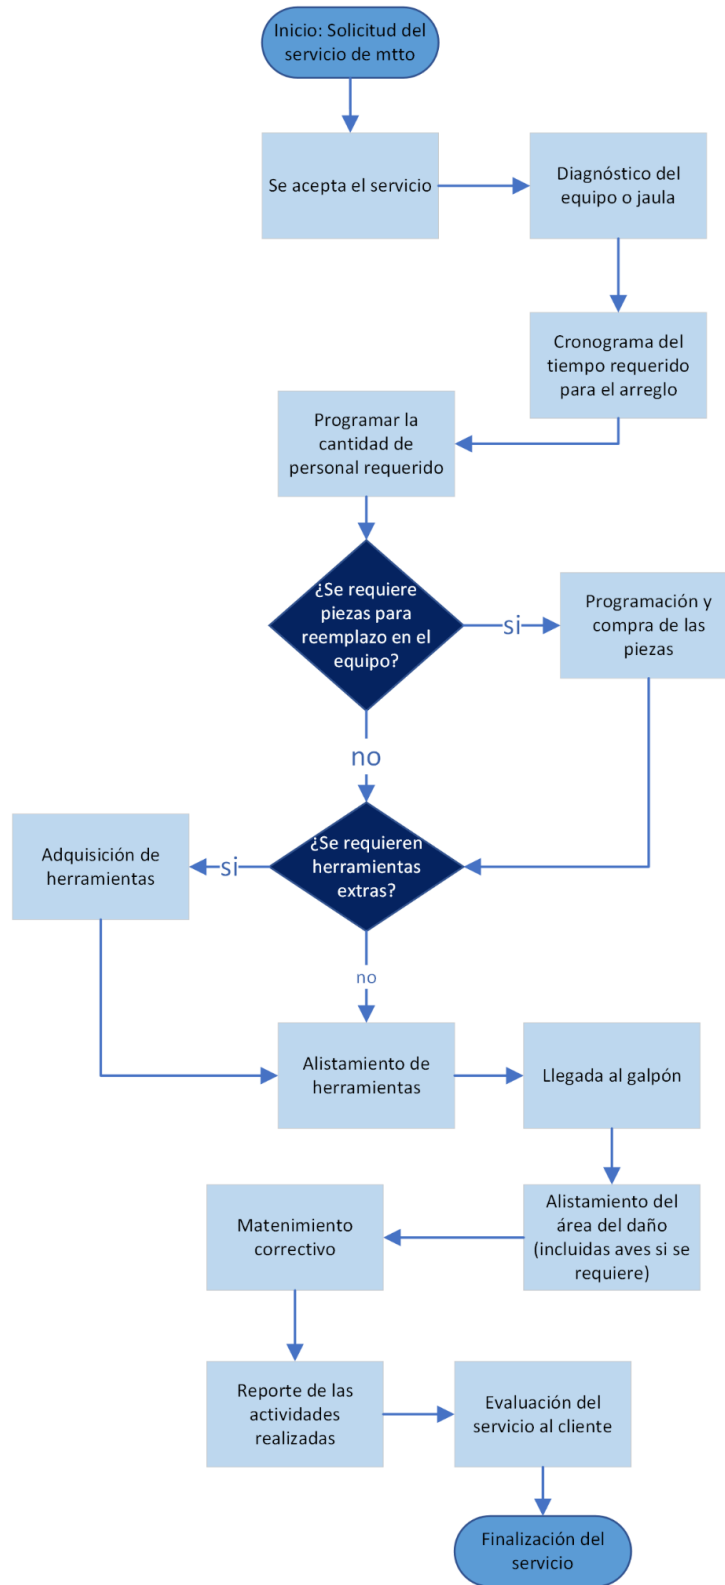 Inicio: Solicitud del
servicio de mtto
Se acepta el servicio
Diagnóstico del
equipo o jaula
Cronograma del
tiempo requerido
para el arreglo
Programar la
cantidad de
personal requerido
¿Se requiere
piezas para
reemplazo en el
equipo?
si
Programación y
compra de las
piezas
no
¿Se requieren
herramientas
extras?
si
Adquisición de
herramientas
no
Alistamiento de
herramientas
Llegada al galpón
Alistamiento del
área del daño
(incluidas aves si se
requiere)
Matenimiento
correctivo
Reporte de las
actividades
realizadas
Evaluación del
servicio al cliente
Finalización del
servicio